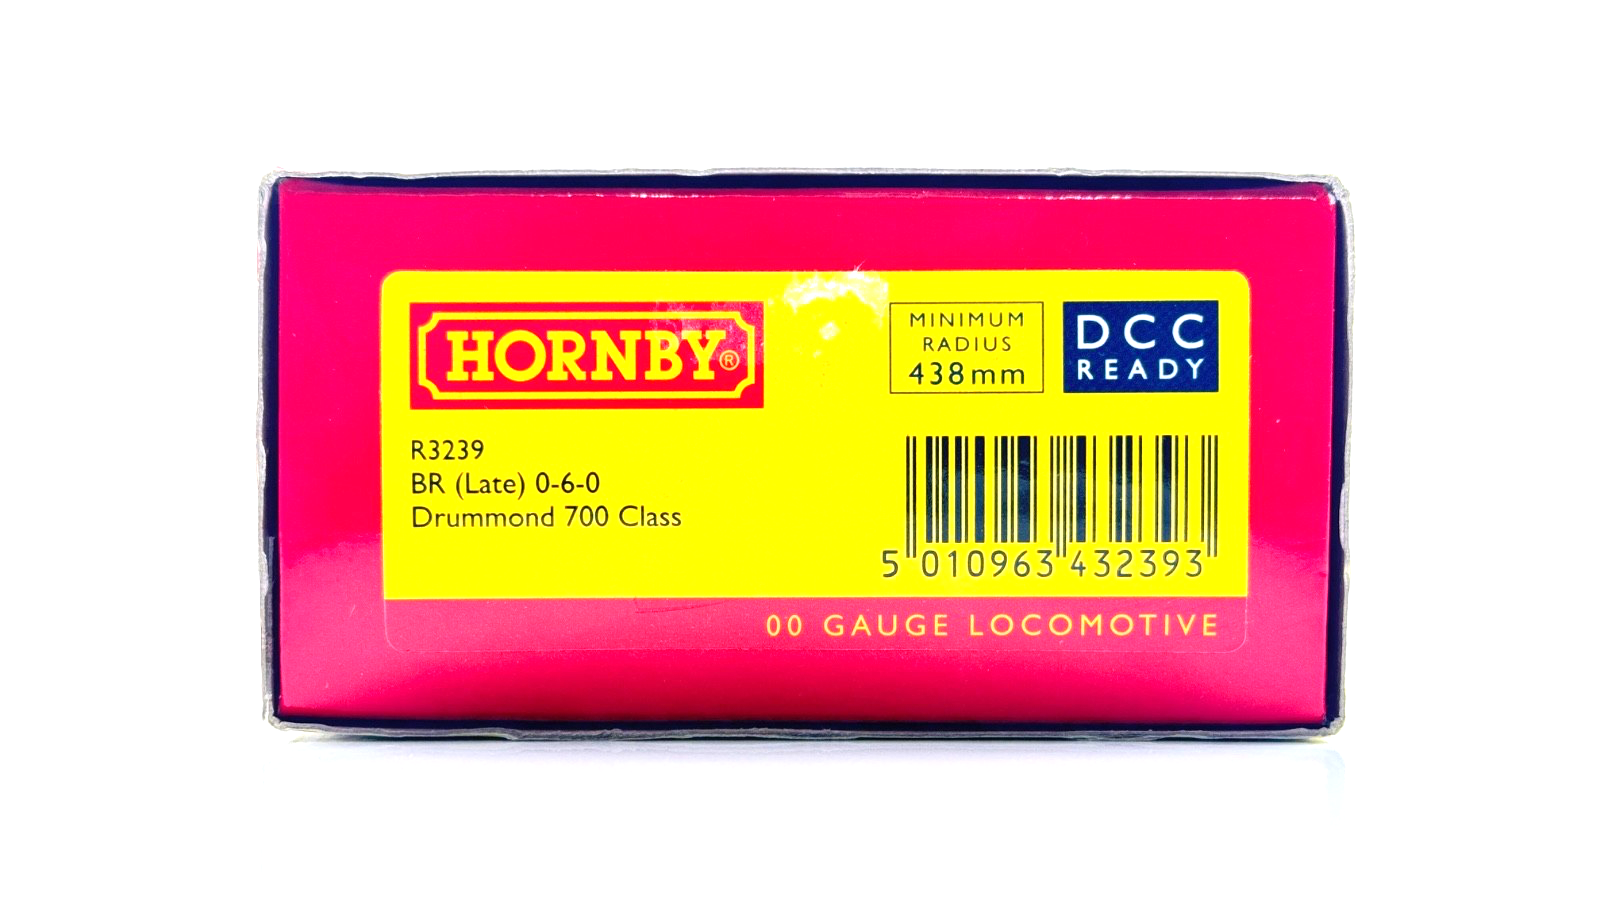 HORNBY®
MINIMUM
RADIUS
438mm
DCC
READY
R3239
BR (Late) 0-6-0
Drummond 700 Class
5 010963 432393
00 GAUGE LOCOMOTIVE